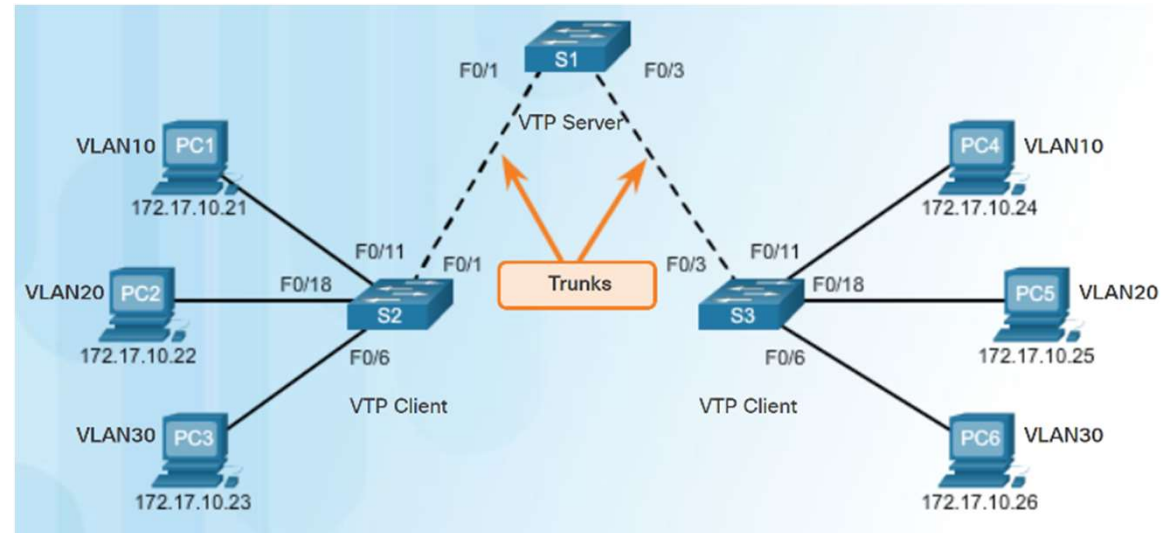 S1
F0/1
F0/3
VTP Server
VLAN10
PC1
172.17.10.21
PC4
VLAN10
172.17.10.24
F0/11
F0/1
Trunks
F0/3
F0/11
VLAN20
PC2
172.17.10.22
F0/18
S2
S3
F0/18
PC5
VLAN20
172.17.10.25
F0/6
F0/6
VTP Client
VTP Client
VLAN30
PC3
172.17.10.23
PC6
VLAN30
172.17.10.26